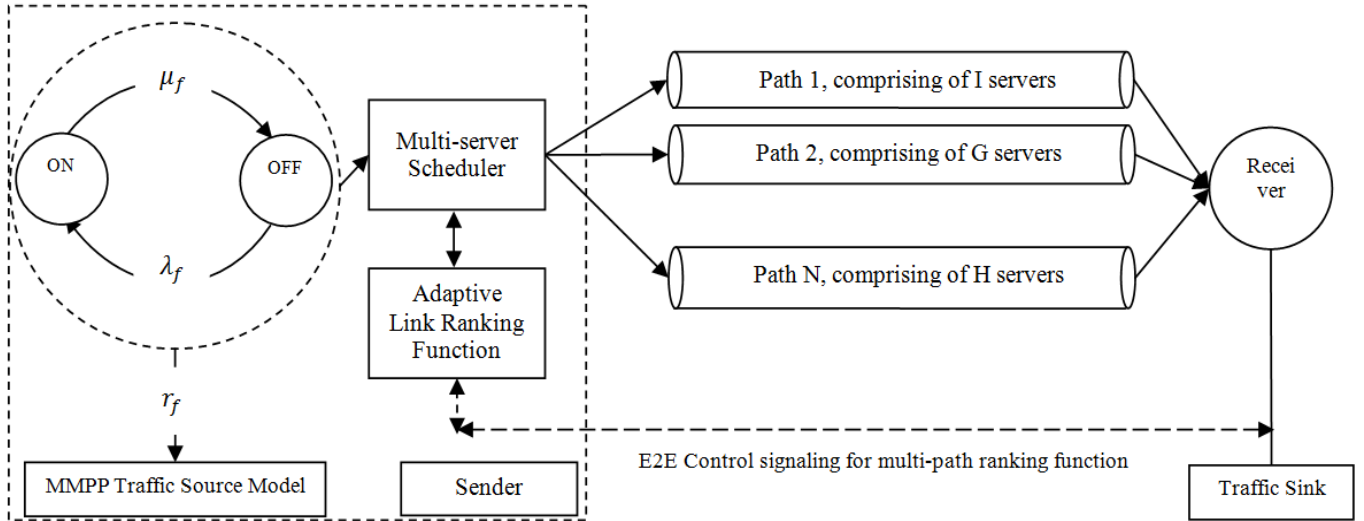 μ_f
ON
OFF
λ_f
r_f
MMPP Traffic Source Model
Multi-server
Scheduler
Adaptive
Link Ranking
Function
Sender
Path 1, comprising of I servers
Path 2, comprising of G servers
Path N, comprising of H servers
Recei
ver
E2E Control signaling for multi-path ranking function
Traffic Sink